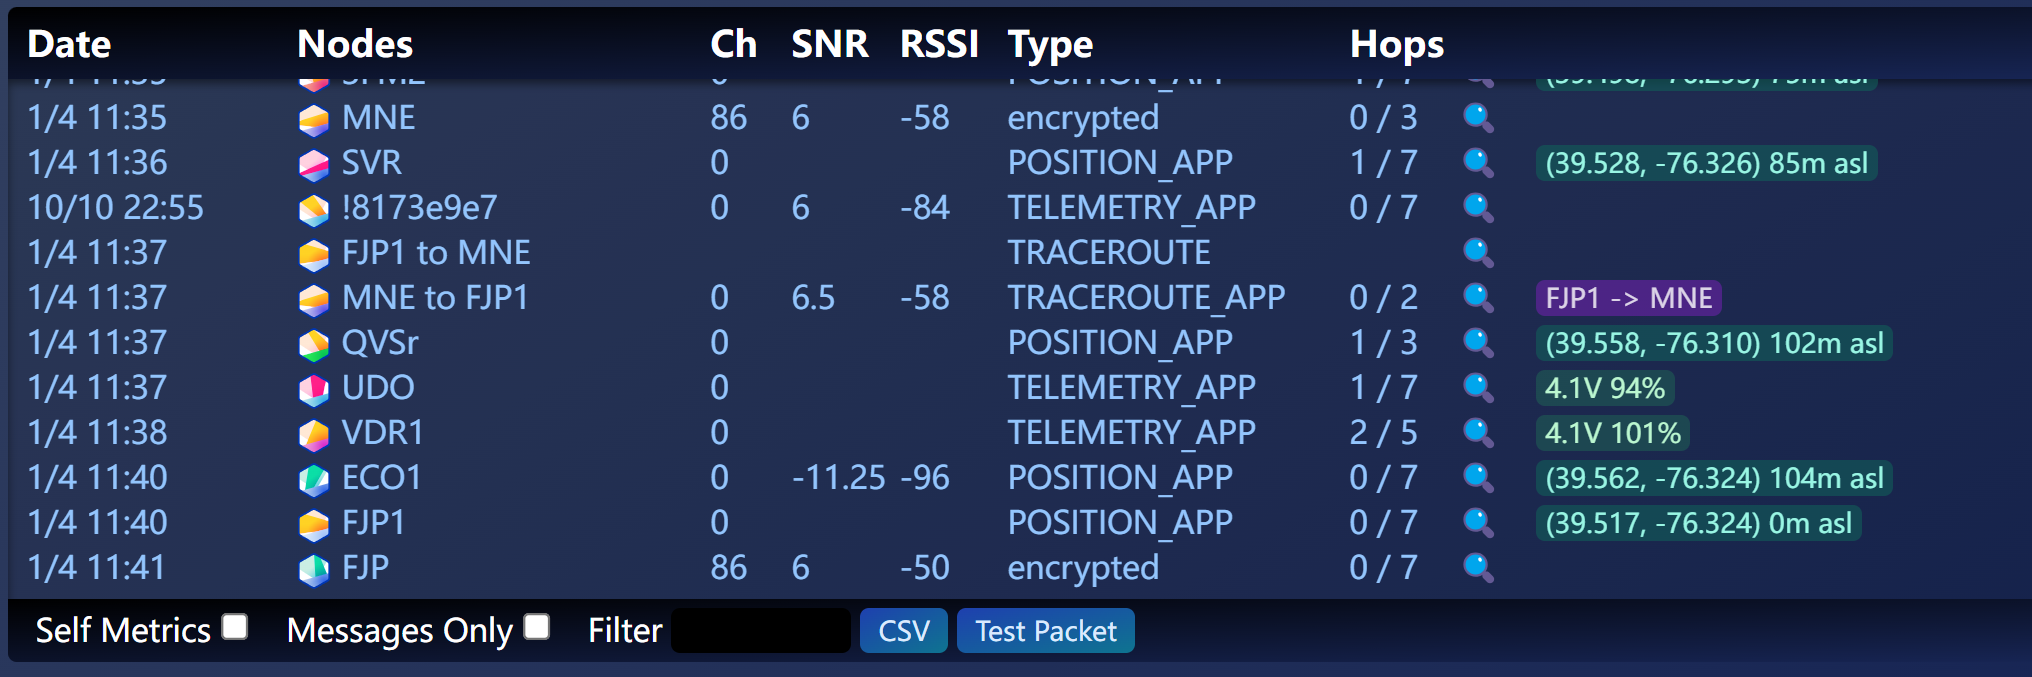 Date Nodes Ch SNR RSSI Type Hops
1/4 11:35 MNE 86 6 -58 encrypted 0 / 3
1/4 11:36 SVR 0 POSITION_APP 1 / 7 (39.528, -76.326) 85m asl
10/10 22:55 !8173e9e7 0 6 -84 TELEMETRY_APP 0 / 7
1/4 11:37 FJP1 to MNE TRACEROUTE
1/4 11:37 MNE to FJP1 0 6.5 -58 TRACEROUTE_APP 0 / 2 FJP1 -> MNE
1/4 11:37 QVSr 0 POSITION_APP 1 / 3 (39.558, -76.310) 102m asl
1/4 11:37 UDO 0 TELEMETRY_APP 1 / 7 4.1V 94%
1/4 11:38 VDR1 0 TELEMETRY_APP 2 / 5 4.1V 101%
1/4 11:40 ECO1 0 -11.25 -96 POSITION_APP 0 / 7 (39.562, -76.324) 104m asl
1/4 11:40 FJP1 0 POSITION_APP 0 / 7 (39.517, -76.324) 0m asl
1/4 11:41 FJP 86 6 -50 encrypted 0 / 7
Self Metrics Messages Only Filter CSV Test Packet